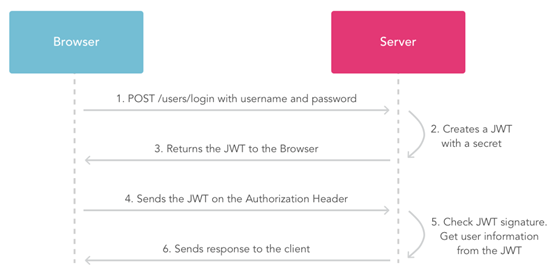 Browser
Server
1. POST /users/login with username and password
2. Creates a JWT
with a secret
3. Returns the JWT to the Browser
4. Sends the JWT on the Authorization Header
5. Check JWT signature.
Get user information
from the JWT
6. Sends response to the client